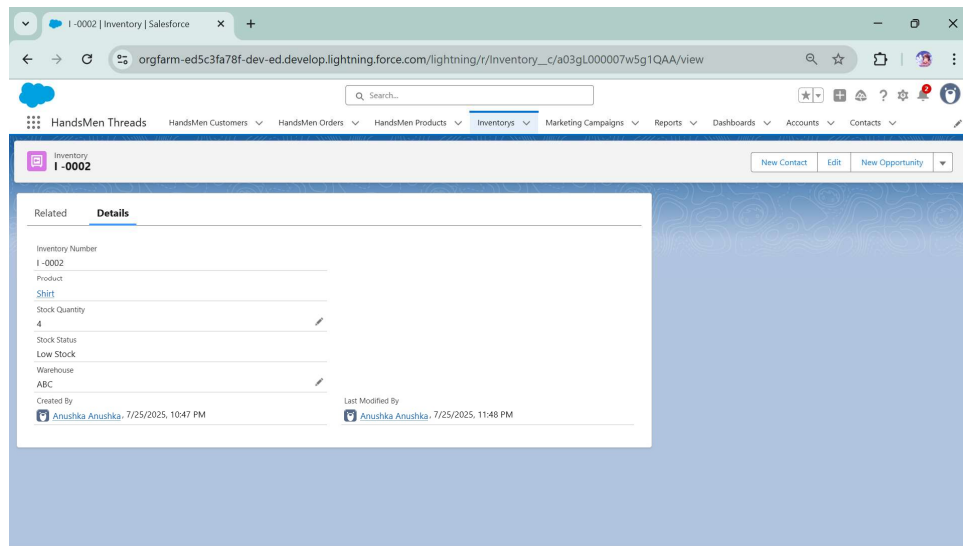 I -0002 | Inventory | Salesforce
orgfarm-ed5c3fa78f-dev-ed.develop.lightning.force.com/lightning/r/Inventory__c/a03gL000007w5g1QAA/view
Search...
2
HandsMen Threads HandsMen Customers HandsMen Orders HandsMen Products Inventorys Marketing Campaigns Reports Dashboards Accounts Contacts
Inventory
I -0002
New Contact Edit New Opportunity
Related Details
Inventory Number
I -0002
Product
Shirt
Stock Quantity
4
Stock Status
Low Stock
Warehouse
ABC
Created By Last Modified By
Anushka Anushka, 7/25/2025, 10:47 PM Anushka Anushka, 7/25/2025, 11:48 PM